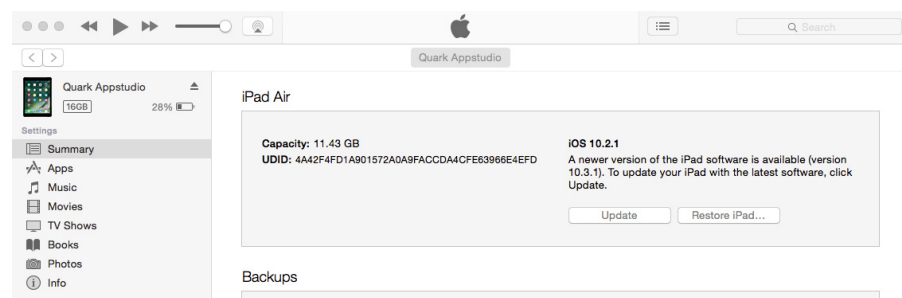 Search
Quark Appstudio
Quark Appstudio
16GB 28%
Settings
Summary
Apps
Music
Movies
TV Shows
Books
Photos
Info
iPad Air
Capacity: 11.43 GB
UDID: 4A42F4FD1A901572A0A9FACCDA4CFE63966E4EFD
iOS 10.2.1
A newer version of the iPad software is available (version
10.3.1). To update your iPad with the latest software, click
Update.
Update Restore iPad...
Backups